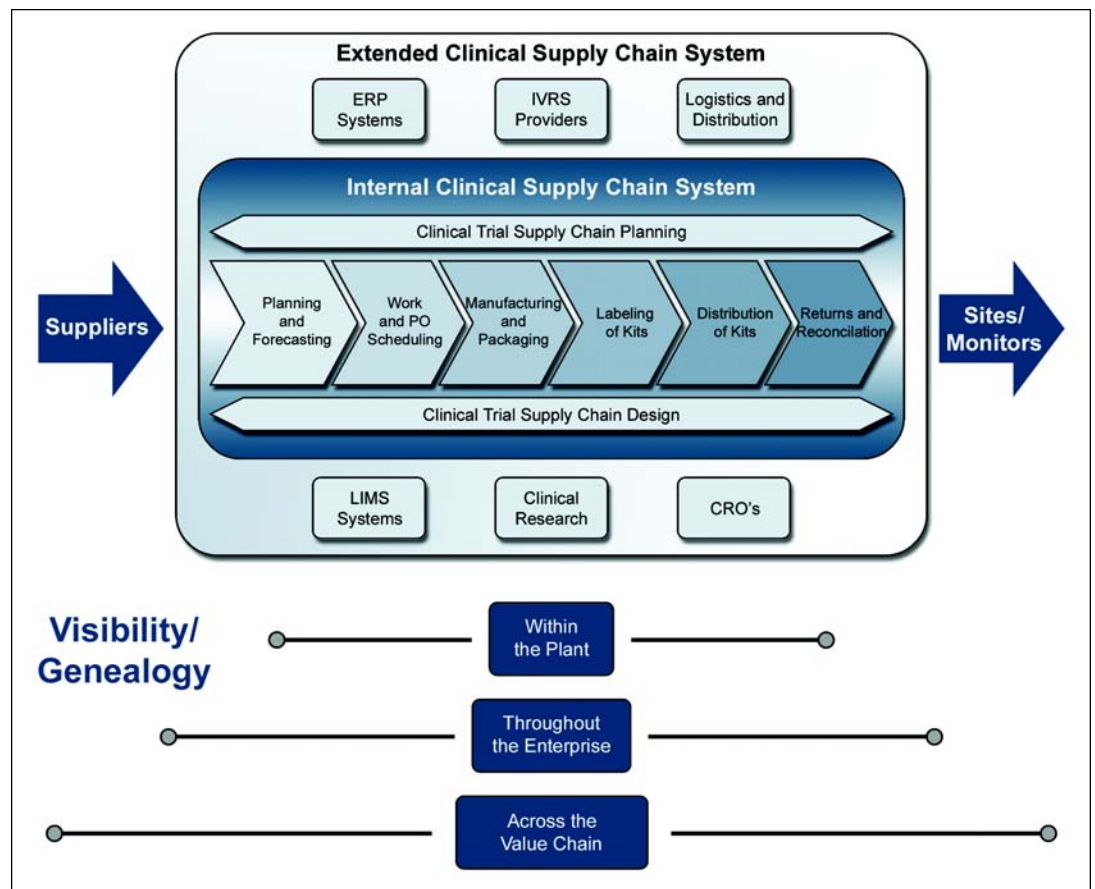 Extended Clinical Supply Chain System
ERP
Systems
IVRS
Providers
Logistics and
Distribution
Internal Clinical Supply Chain System
Clinical Trial Supply Chain Planning
Suppliers
Planning
and
Forecasting
Work
and PO
Scheduling
Manufacturing
and
Packaging
Labeling
of Kits
Distribution
of Kits
Returns and
Reconcilation
Sites/
Monitors
Clinical Trial Supply Chain Design
LIMS
Systems
Clinical
Research
CRO's
Visibility/
Genealogy
Within
the Plant
Throughout
the Enterprise
Across the
Value Chain